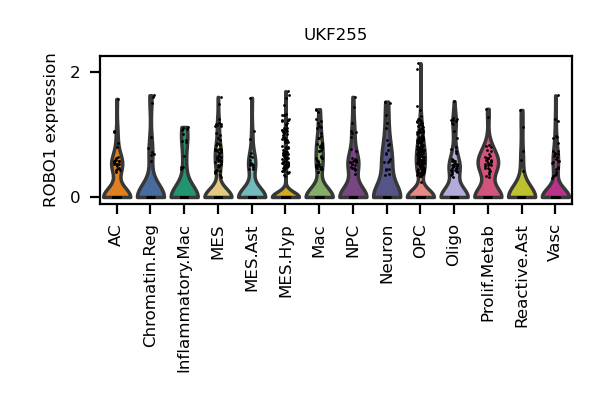 UKF255
ROBO1 expression
2
0
AC
Chromatin.Reg
Inflammatory.Mac
MES
MES.Ast
MES.Hyp
Mac
NPC
Neuron
OPC
Oligo
Prolif.Metab
Reactive.Ast
Vasc